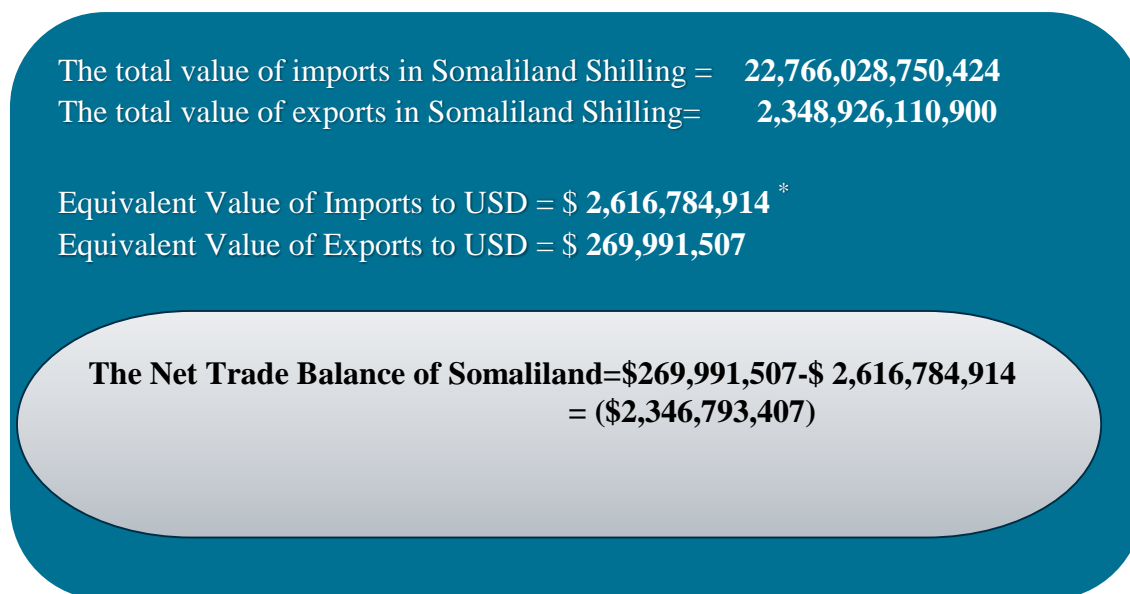 The total value of imports in Somaliland Shilling = 22,766,028,750,424
The total value of exports in Somaliland Shilling= 2,348,926,110,900
Equivalent Value of Imports to USD = $ 2,616,784,914 *
Equivalent Value of Exports to USD = $ 269,991,507
The Net Trade Balance of Somaliland=$269,991,507-$ 2,616,784,914
= ($2,346,793,407)